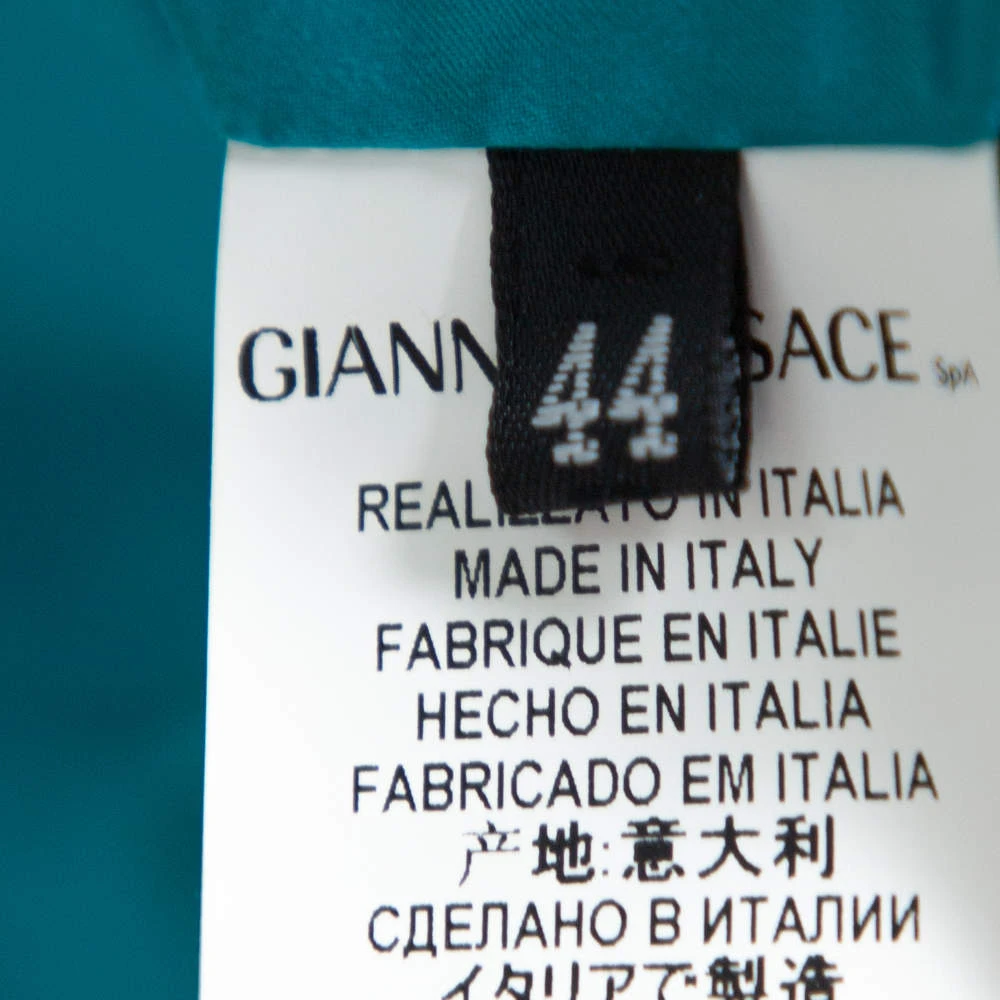 GIANN SACE SpA
44
REALIZZATO IN ITALIA
MADE IN ITALY
FABRIQUE EN ITALIE
HECHO EN ITALIA
FABRICADO EM ITALIA
产地:意大利
СДЕЛАНО В ИТАЛИИ
イタリアで製造